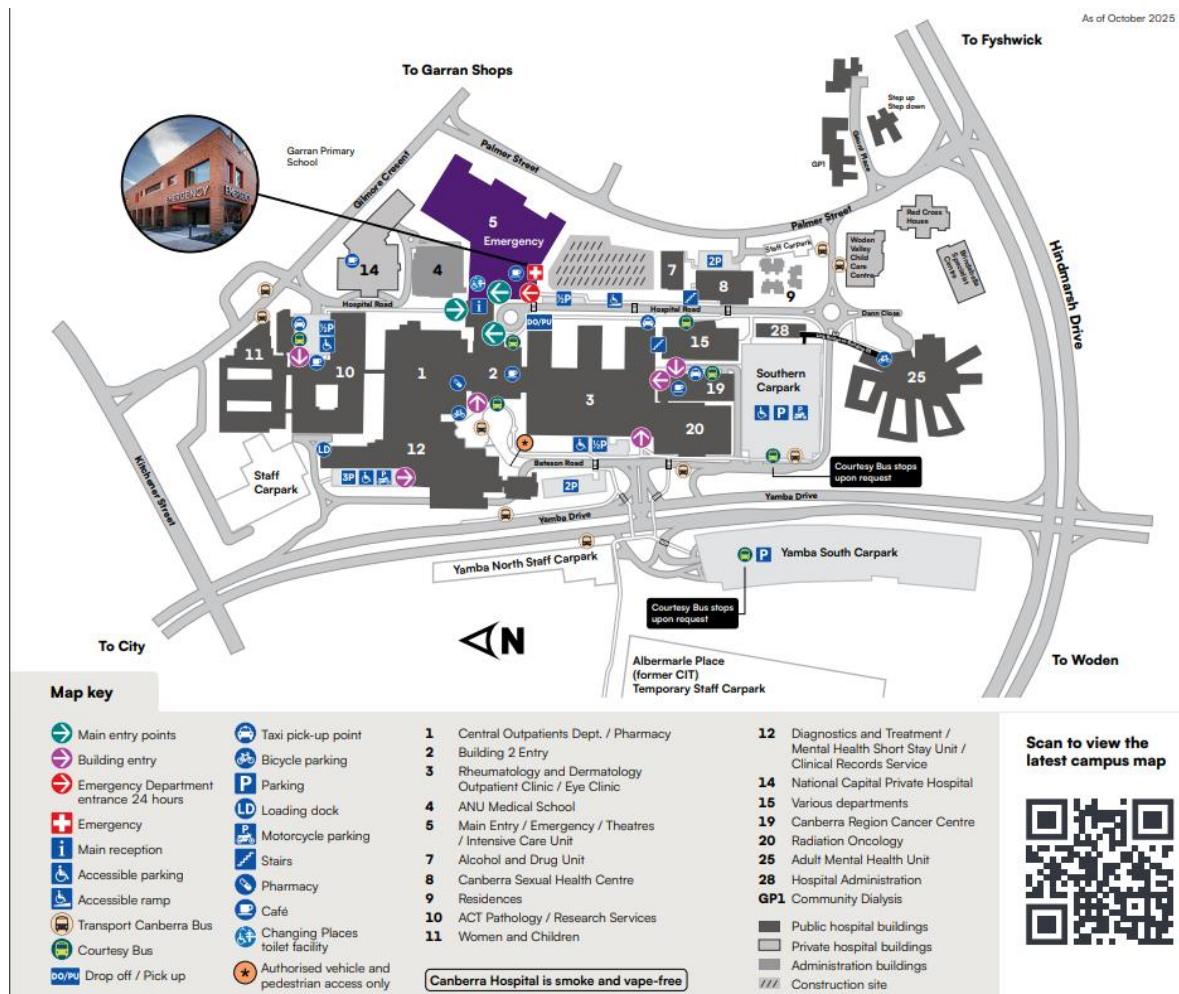 As of October 2025
To Fyshwick
To Garran Shops
Step up
Step down
Garran Primary
School
Gilmore Cresent
Palmer Street
Gaunt Place
GP1
EMERGENCY
5
Emergency
Palmer Street
Red Cross
House
Staff Carpark
Woden
Valley
Child
Care
Centre
Hindmarsh Drive
14
4
7
2P
8
9
Hospital Road
i
½P
Hospital Road
Dann Close
DO/PU
28
½P
15
11
10
1
2
3
19
Southern
Carpark
25
P
P
20
12
LD
½P
Staff
Carpark
3P
P
Bateson Road
2P
Courtesy Bus stops
upon request
Kitchener Street
Yamba Drive
Yamba Drive
Yamba North Staff Carpark
P
Yamba South Carpark
Courtesy Bus stops
upon request
To City
N
Albermarle Place
(former CIT)
Temporary Staff Carpark
To Woden
Map key
Main entry points
Building entry
Emergency Department
entrance 24 hours
Emergency
i Main reception
Accessible parking
Accessible ramp
Transport Canberra Bus
Courtesy Bus
DO/PU Drop off / Pick up
Taxi pick-up point
Bicycle parking
P Parking
LD Loading dock
P Motorcycle parking
Stairs
Pharmacy
Café
Changing Places
toilet facility
Authorised vehicle and
pedestrian access only
1 Central Outpatients Dept. / Pharmacy
2 Building 2 Entry
3 Rheumatology and Dermatology
Outpatient Clinic / Eye Clinic
4 ANU Medical School
5 Main Entry / Emergency / Theatres
/ Intensive Care Unit
7 Alcohol and Drug Unit
8 Canberra Sexual Health Centre
9 Residences
10 ACT Pathology / Research Services
11 Women and Children
Canberra Hospital is smoke and vape-free
12 Diagnostics and Treatment /
Mental Health Short Stay Unit /
Clinical Records Service
14 National Capital Private Hospital
15 Various departments
19 Canberra Region Cancer Centre
20 Radiation Oncology
25 Adult Mental Health Unit
28 Hospital Administration
GP1 Community Dialysis
Public hospital buildings
Private hospital buildings
Administration buildings
Construction site
Scan to view the
latest campus map